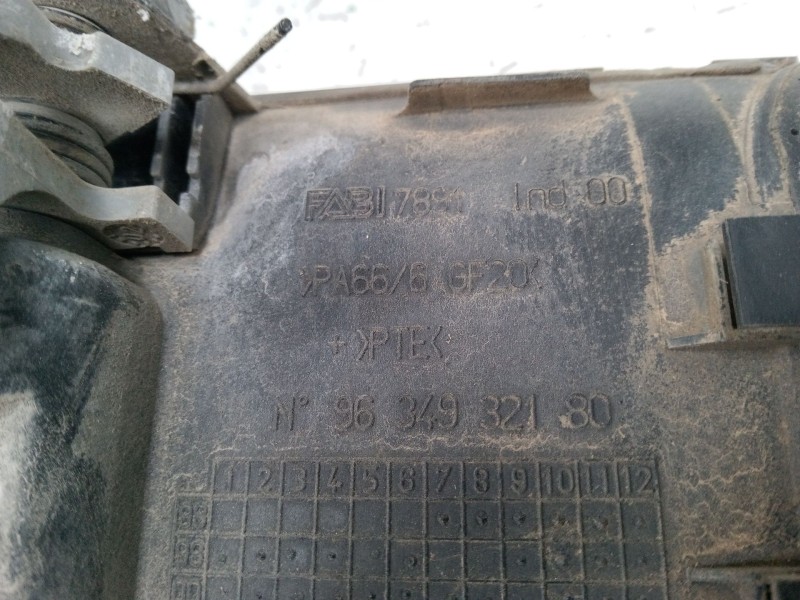 FABI Ind 00
>PA66/6 GF20<
+ >PTE<
N° 96 349 321 80
1 2 3 4 5 6 7 8 9 10 11 12
98